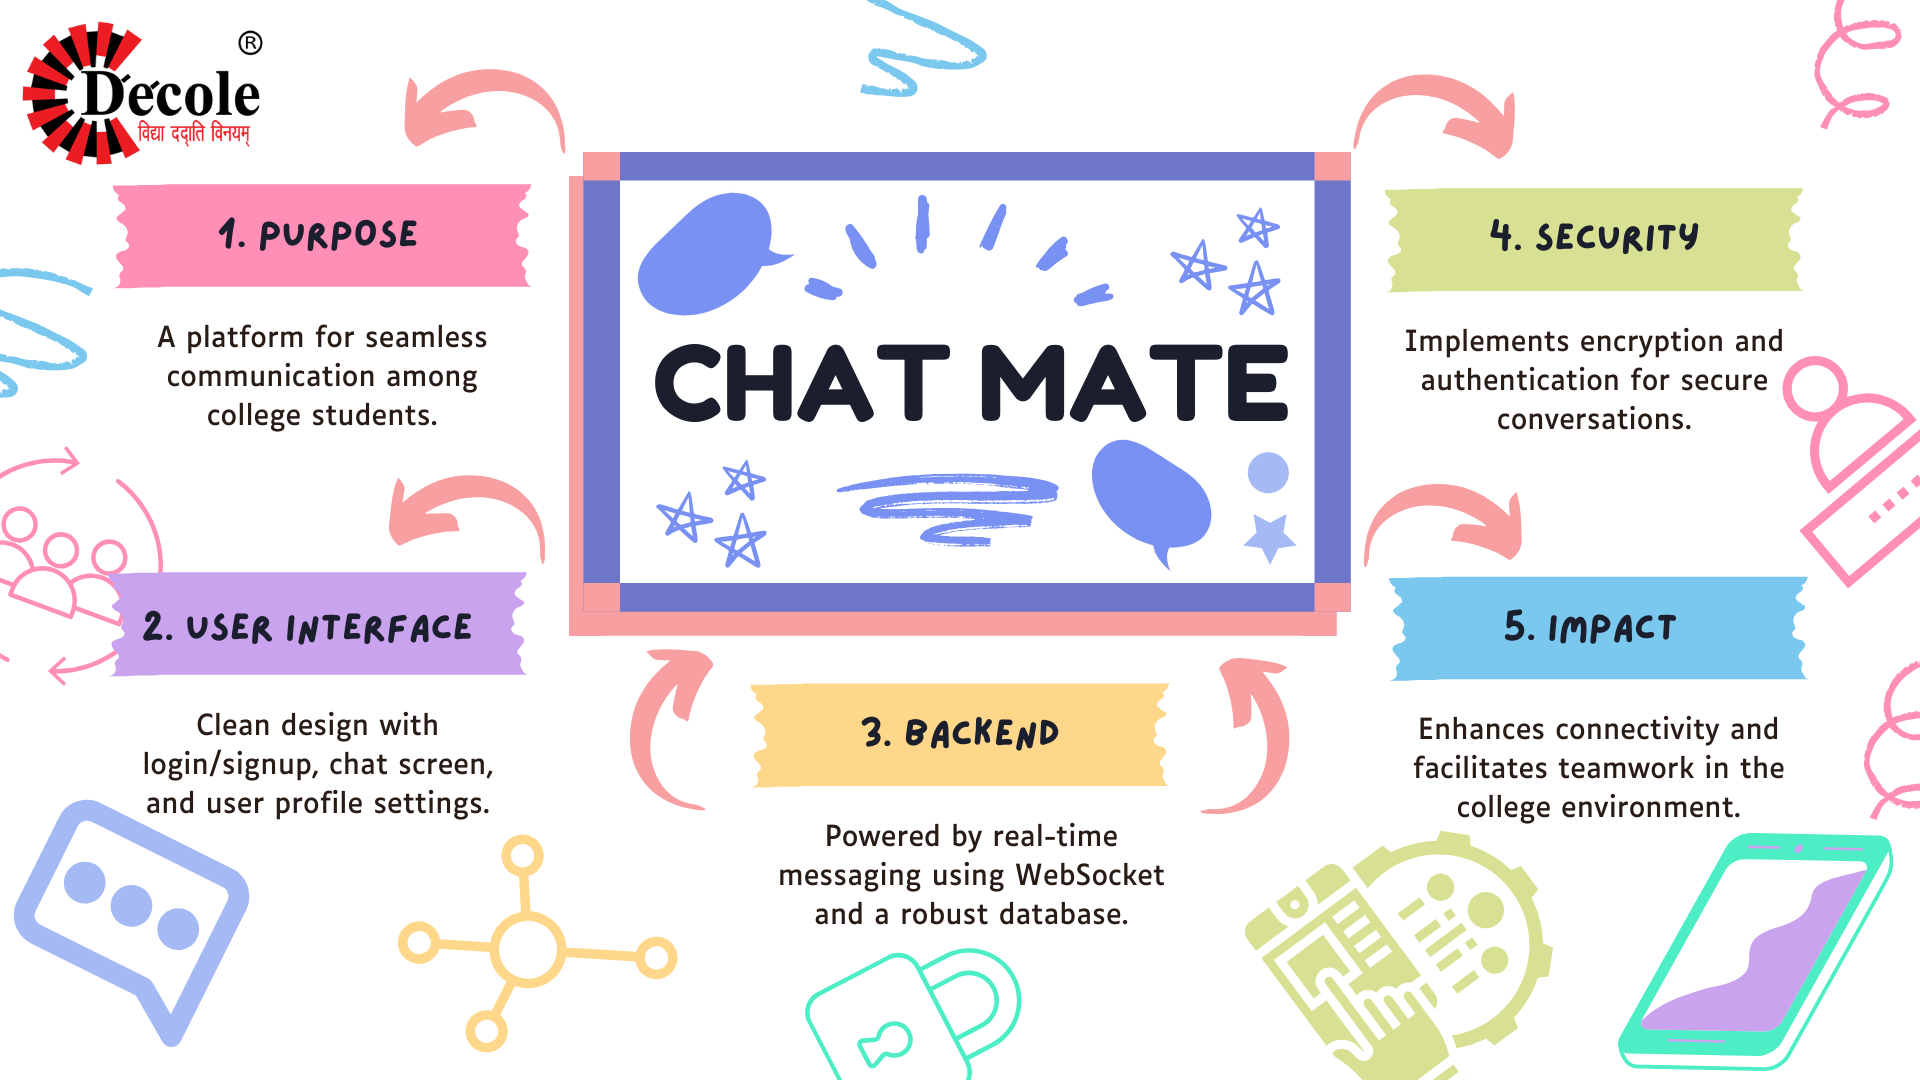 Décole
®
विद्या ददाति विनयम्
CHAT MATE
1. PURPOSE
A platform for seamless
communication among
college students.
2. USER INTERFACE
Clean design with
login/signup, chat screen,
and user profile settings.
3. BACKEND
Powered by real-time
messaging using WebSocket
and a robust database.
4. SECURITY
Implements encryption and
authentication for secure
conversations.
5. IMPACT
Enhances connectivity and
facilitates teamwork in the
college environment.